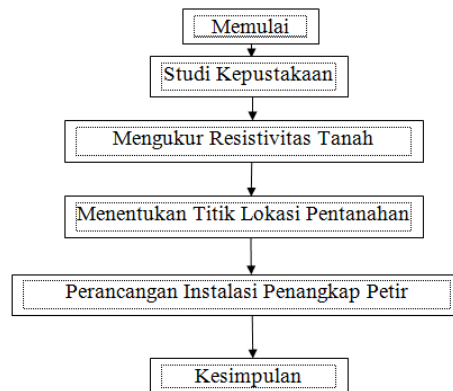 Memulai
Studi Kepustakaan
Mengukur Resistivitas Tanah
Menentukan Titik Lokasi Pentanahan
Perancangan Instalasi Penangkap Petir
Kesimpulan